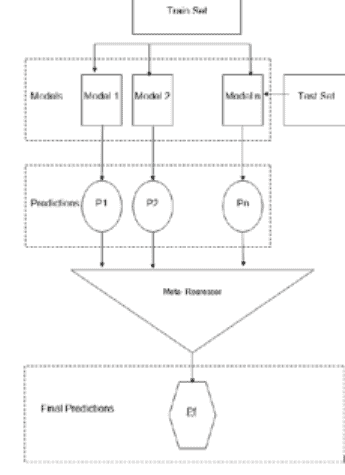 Train Set
Models
Model 1
Model 2
Model n
Test Set
Predictions
P1
P2
Pn
Meta-Regressor
Final Predictions
Pf